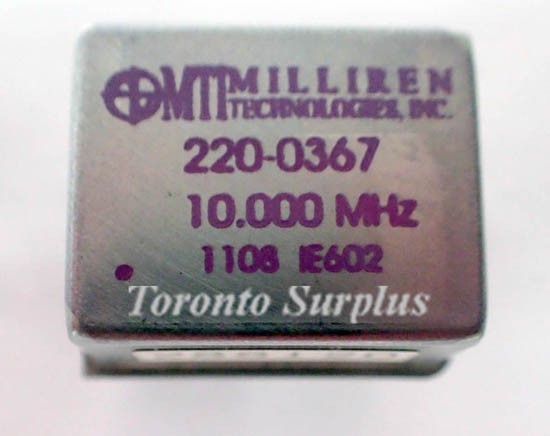 MTI MILLIREN
TECHNOLOGIES, INC.
220-0367
10.000 MHz
1108 IE602
Toronto Surplus